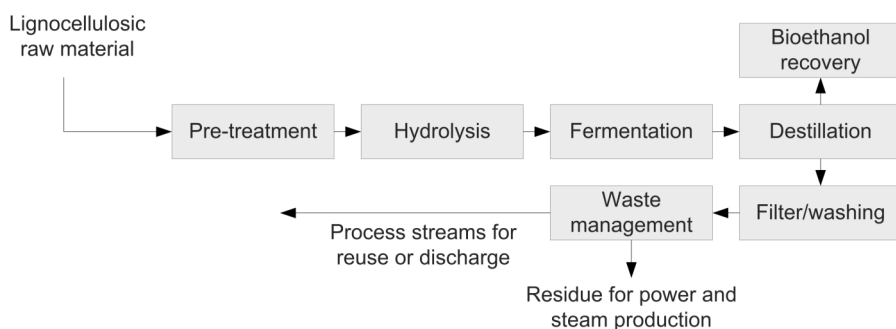 Lignocellulosic
raw material
Bioethanol
recovery
Pre-treatment
Hydrolysis
Fermentation
Destillation
Waste
management
Filter/washing
Process streams for
reuse or discharge
Residue for power and
steam production